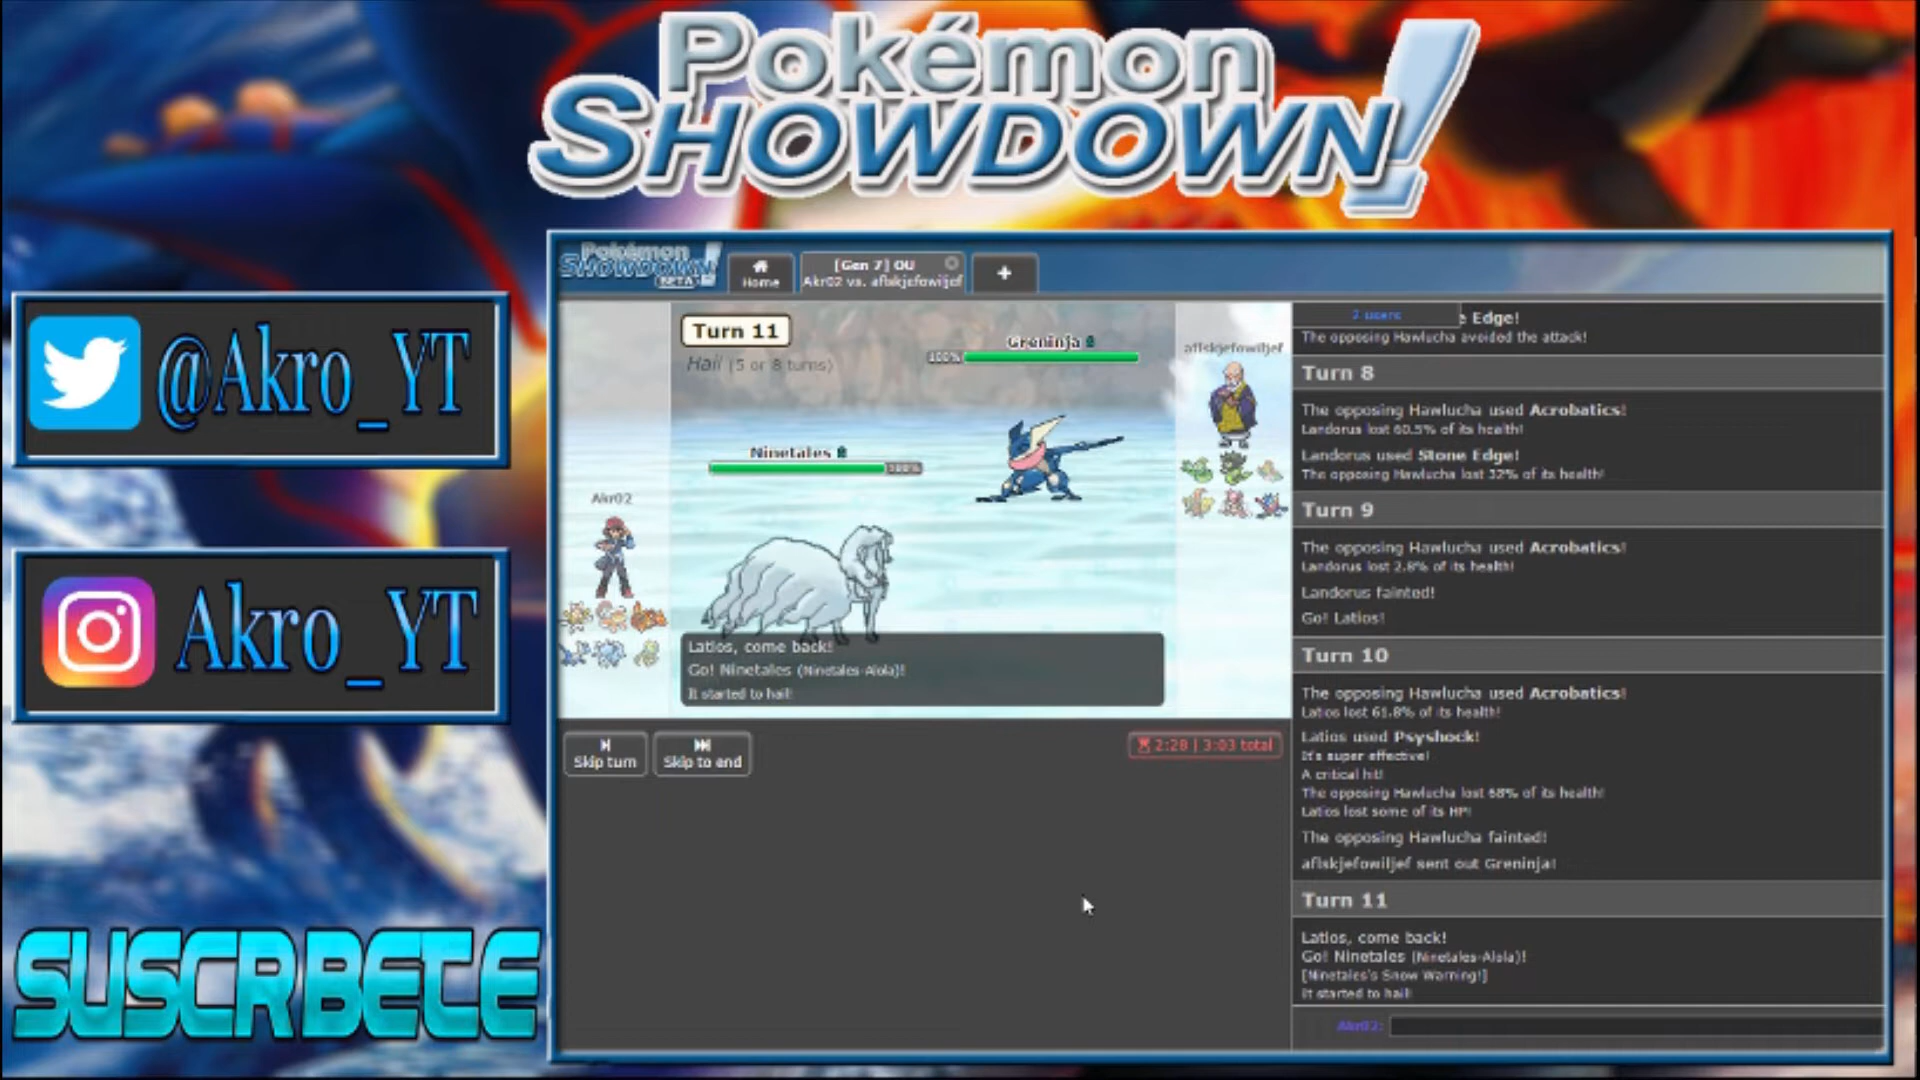 Pokémon
SHOWDOWN!
@Akro_YT
Akro_YT
SUSCRBETE
Pokémon
SHOWDOWN!
BETA
Home
[Gen 7] OU
Akr02 vs. aflskjefowiljef
+
Turn 11
Hail (5 or 8 turns)
Greninja
100%
aflskjefowiljef
Ninetales
100%
Akr02
Latios, come back!
Go! Ninetales (Ninetales-Alola)!
It started to hail!
Skip turn
Skip to end
2:28 | 3:03 total
2 users
e Edge!
The opposing Hawlucha avoided the attack!
Turn 8
The opposing Hawlucha used Acrobatics!
Landorus lost 60.5% of its health!
Landorus used Stone Edge!
The opposing Hawlucha lost 32% of its health!
Turn 9
The opposing Hawlucha used Acrobatics!
Landorus lost 2.8% of its health!
Landorus fainted!
Go! Latios!
Turn 10
The opposing Hawlucha used Acrobatics!
Latios lost 61.8% of its health!
Latios used Psyshock!
It's super effective!
A critical hit!
The opposing Hawlucha lost 68% of its health!
Latios lost some of its HP!
The opposing Hawlucha fainted!
aflskjefowiljef sent out Greninja!
Turn 11
Latios, come back!
Go! Ninetales (Ninetales-Alola)!
[Ninetales's Snow Warning!]
It started to hail!
Akr02: